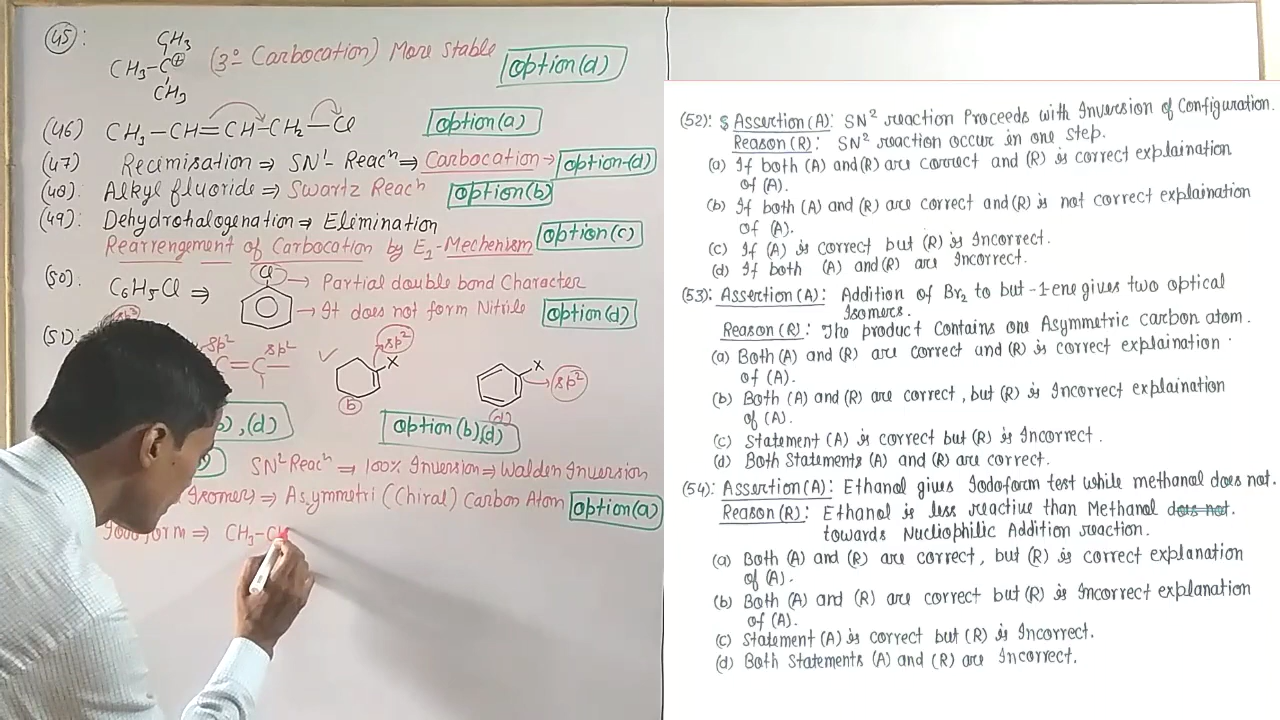 (45):
CH3
CH3-C⊕ (3° Carbocation) More Stable
CH3
Option(d)
(46) CH3-CH=CH-CH2-Cl Option(a)
(47) Recimisation ⇒ SN1- Reacn ⇒ Carbocation → Option-(d)
(48): Alkyl fluoride ⇒ Swartz Reacn Option(b)
(49): Dehydrohalogenation ⇒ Elimination
Rearrengement of Carbocation by E1-Mechenism Option(c)
(50): C6H5Cl ⇒ Cl → Partial double bond Character
→ It does not form Nitrile Option(d)
(51): sp3
sp2 C=C sp2
✓ X sp2 (b)
X → sp2 (d)
,(d) Option(b)(d)
SN2 Reacn ⇒ 100% Inversion ⇒ Walden Inversion
Isomers ⇒ Asymmetri (Chiral) Carbon Atom Option(a)
⇒ CH3-C
(52): S Assertion(A): SN2 reaction Proceeds with Inversion of Configuration.
Reason(R): SN2 reaction occur in one step.
(a) If both (A) and(R) are correct and (R) is correct explaination
of (A).
(b) If both (A) and (R) are correct and (R) is not correct explaination
of (A).
(c) If (A) is correct but (R) is Incorrect.
(d) If both (A) and (R) are Incorrect.
(53): Assertion(A): Addition of Br2 to but-1-ene gives two optical
Isomers.
Reason(R): The product Contains one Asymmetric carbon atom.
(a) Both (A) and (R) are correct and (R) is correct explaination.
of (A).
(b) Both (A) and (R) are correct, but (R) is Incorrect explaination
of (A).
(c) Statement (A) is correct but (R) is Incorrect.
(d) Both Statements (A) and (R) are correct.
(54): Assertion(A): Ethanal gives Iodoform test while methanal does not.
Reason(R): Ethanal is less reactive than Methanal does not.
towards Nucliophilic Addition reaction.
(a) Both (A) and (R) are correct, but (R) is correct explanation
of (A).
(b) Both (A) and (R) are correct but (R) is Incorrect explanation
of (A).
(c) Statement (A) is correct but (R) is Incorrect.
(d) Both Statements (A) and (R) are Incorrect.